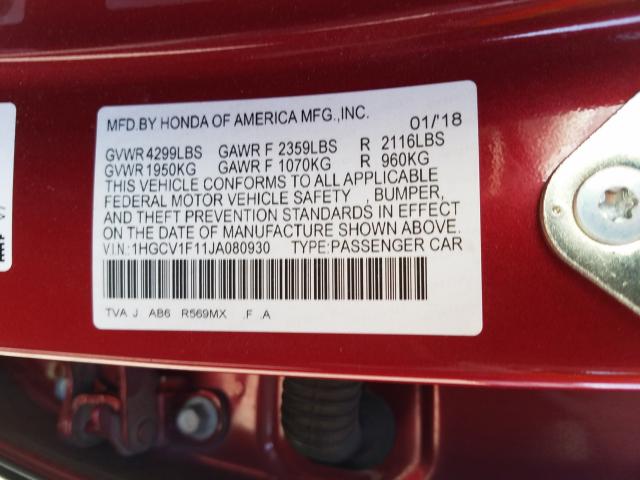 MFD.BY HONDA OF AMERICA MFG.,INC. 01/'18
GVWR 4299LBS GAWR F 2359LBS R 2116LBS
GVWR 1950KG GAWR F 1070KG R 960KG
THIS VEHICLE CONFORMS TO ALL APPLICABLE
FEDERAL MOTOR VEHICLE SAFETY , BUMPER,
AND THEFT PREVENTION STANDARDS IN EFFECT
ON THE DATE OF MANUFACTURE SHOWN ABOVE.
V.I.N.:1HGCV1F11JA080930 TYPE:PASSENGER CAR
TVA J AB6 R569MX .F .A